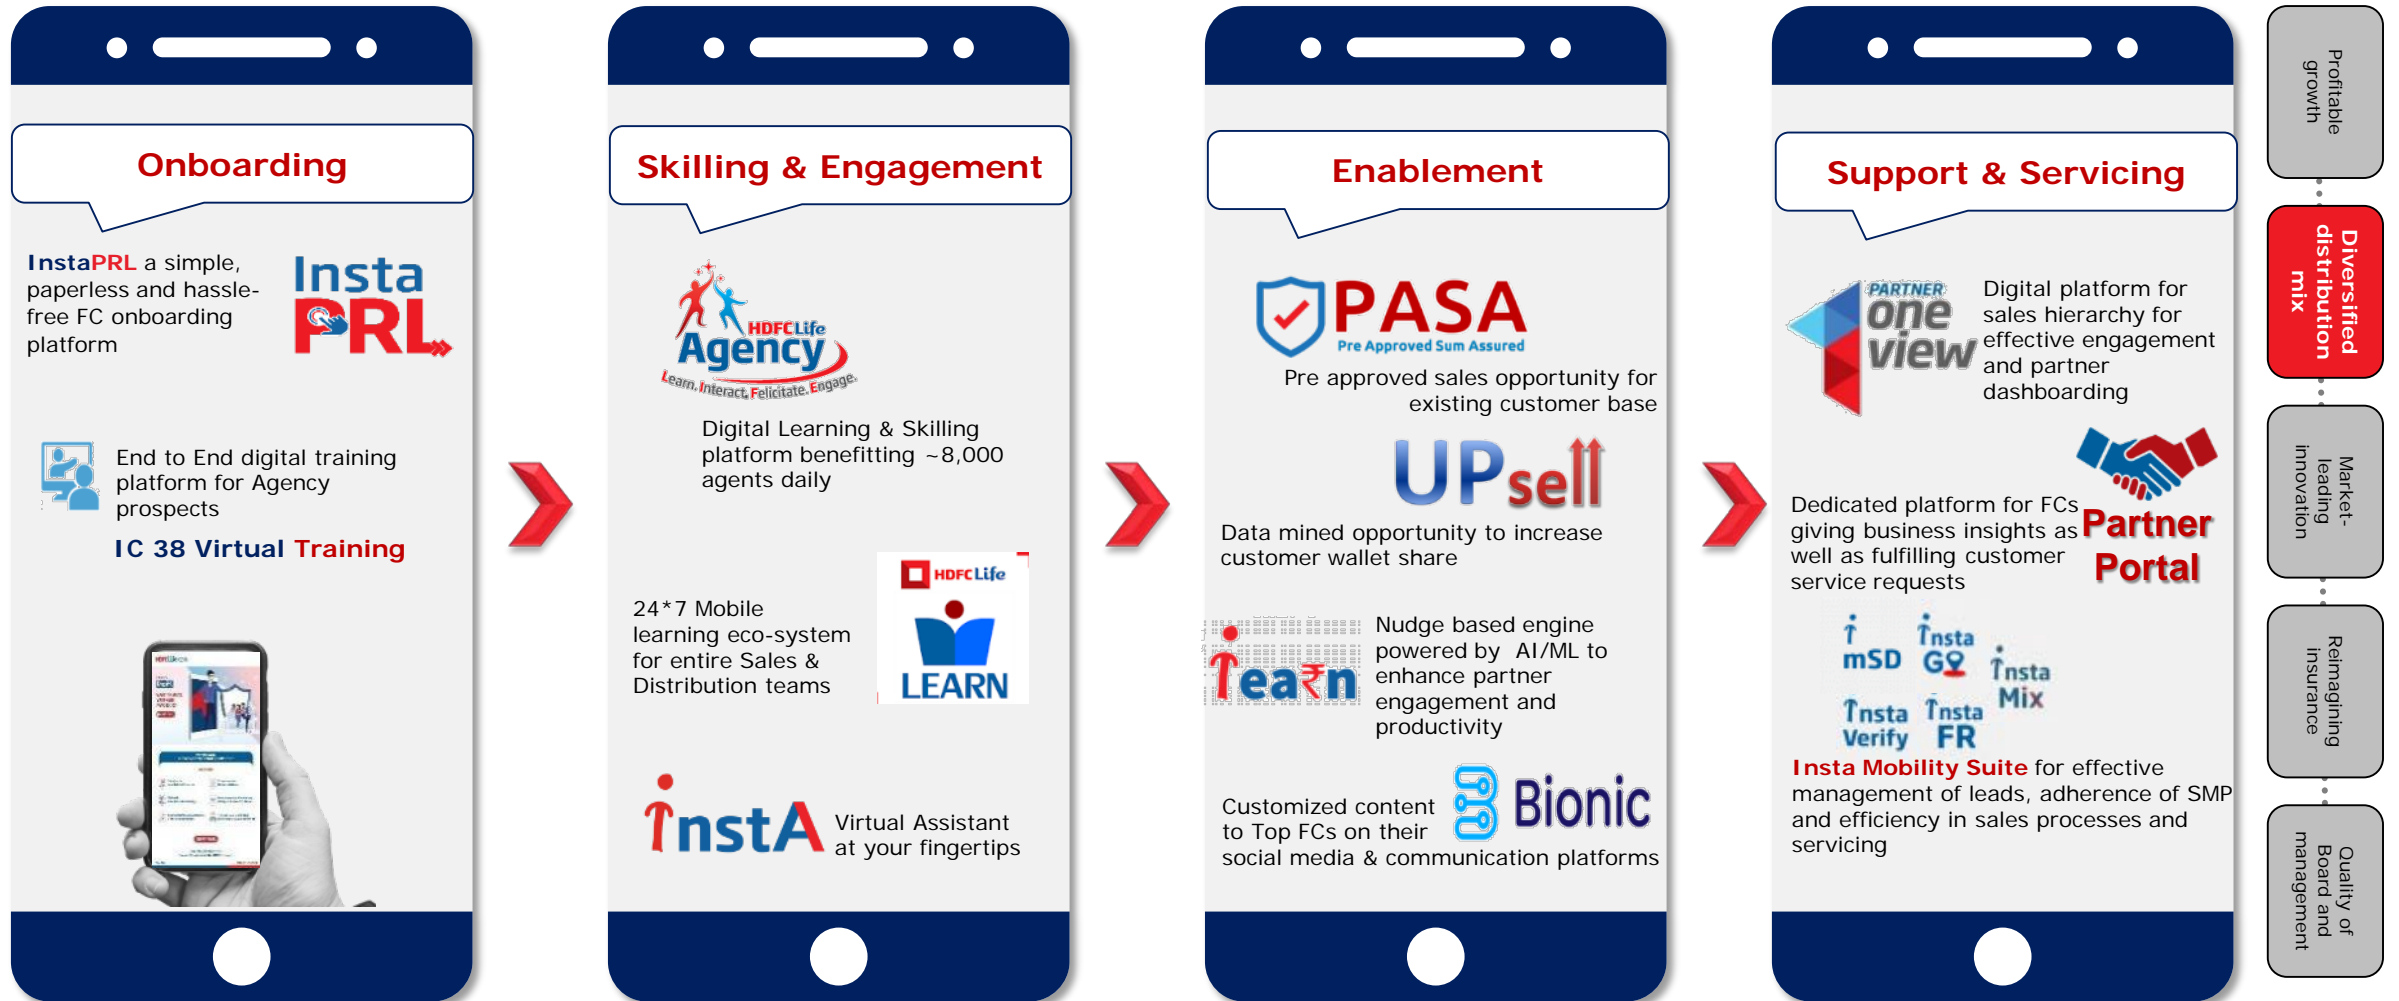 Onboarding
InstaPRL a simple,
paperless and hassle-
free FC onboarding
platform
Insta
PRL
End to End digital training
platform for Agency
prospects
IC 38 Virtual Training
Skilling & Engagement
HDFC Life
Agency
Learn. Interact. Felicitate. Engage.
Digital Learning & Skilling
platform benefitting ~8,000
agents daily
24*7 Mobile
learning eco-system
for entire Sales &
Distribution teams
HDFC Life
LEARN
instA
Virtual Assistant
at your fingertips
Enablement
PASA
Pre Approved Sum Assured
Pre approved sales opportunity for
existing customer base
UPsell
Data mined opportunity to increase
customer wallet share
iea₹n
Nudge based engine
powered by AI/ML to
enhance partner
engagement and
productivity
Bionic
Customized content
to Top FCs on their
social media & communication platforms
Support & Servicing
PARTNER
one
view
Digital platform for
sales hierarchy for
effective engagement
and partner
dashboarding
Dedicated platform for FCs
giving business insights as
well as fulfilling customer
service requests
Partner
Portal
i
mSD
insta
GO
insta
Mix
insta
Verify
insta
FR
Insta Mobility Suite for effective
management of leads, adherence of SMP
and efficiency in sales processes and
servicing
Profitable
growth
Diversified
distribution
mix
Market-
leading
innovation
Reimagining
insurance
Quality of
Board and
management